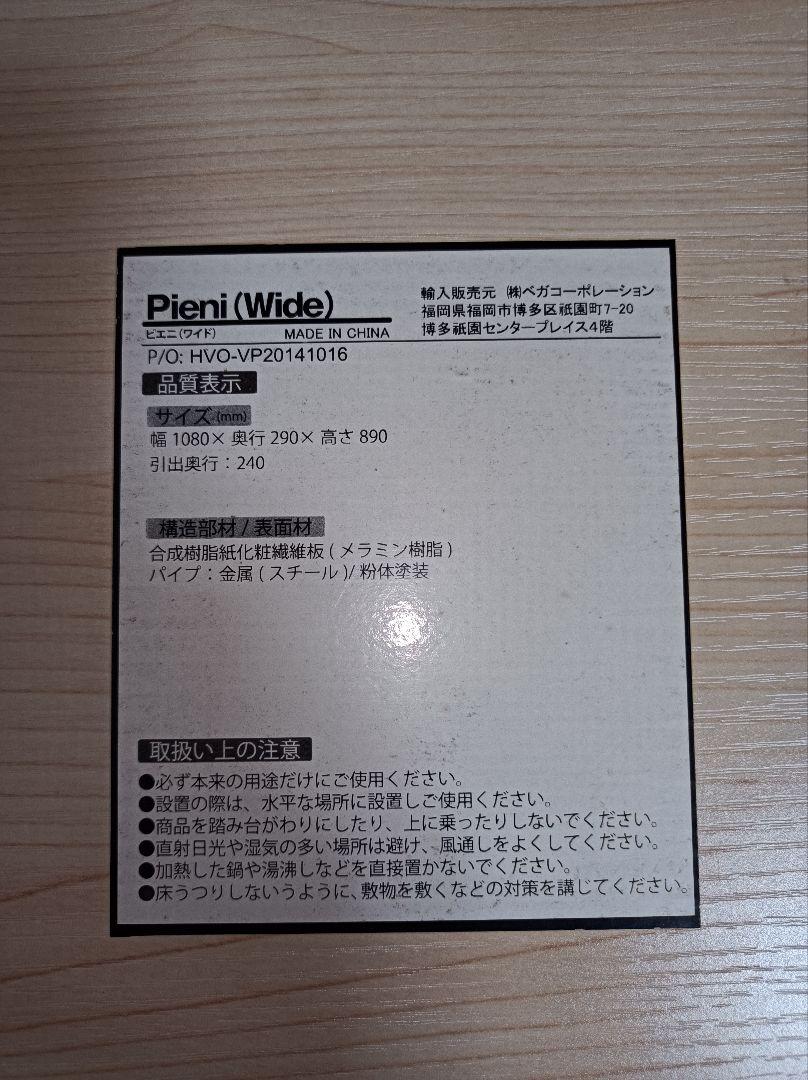 Pieni(Wide)
ピエニ(ワイド) MADE IN CHINA
輸入販売元 ㈱ベガコーポレーション
福岡県福岡市博多区祇園町7-20
博多祇園センタープレイス4階
P/O: HVO-VP20141016
品質表示
サイズ(mm)
幅 1080× 奥行 290× 高さ 890
引出奥行：240
構造部材 / 表面材
合成樹脂紙化粧繊維板 ( メラミン樹脂 )
パイプ：金属 ( スチール )/ 粉体塗装
取扱い上の注意
●必ず本来の用途だけにご使用ください。
●設置の際は、水平な場所に設置しご使用ください。
●商品を踏み台がわりにしたり、上に乗ったりしないでください。
●直射日光や湿気の多い場所は避け、風通しをよくしてください。
●加熱した鍋や湯沸しなどを直接置かないでください。
●床うつりしないうように、敷物を敷くなどの対策を講じてください。